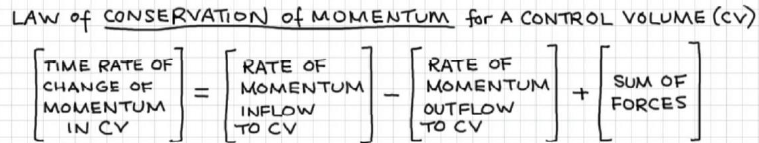 LAW of CONSERVATION of MOMENTUM for A CONTROL VOLUME (CV)
[TIME RATE OF CHANGE OF MOMENTUM IN CV] = [RATE OF MOMENTUM INFLOW TO CV] - [RATE OF MOMENTUM OUTFLOW TO CV] + [SUM OF FORCES]